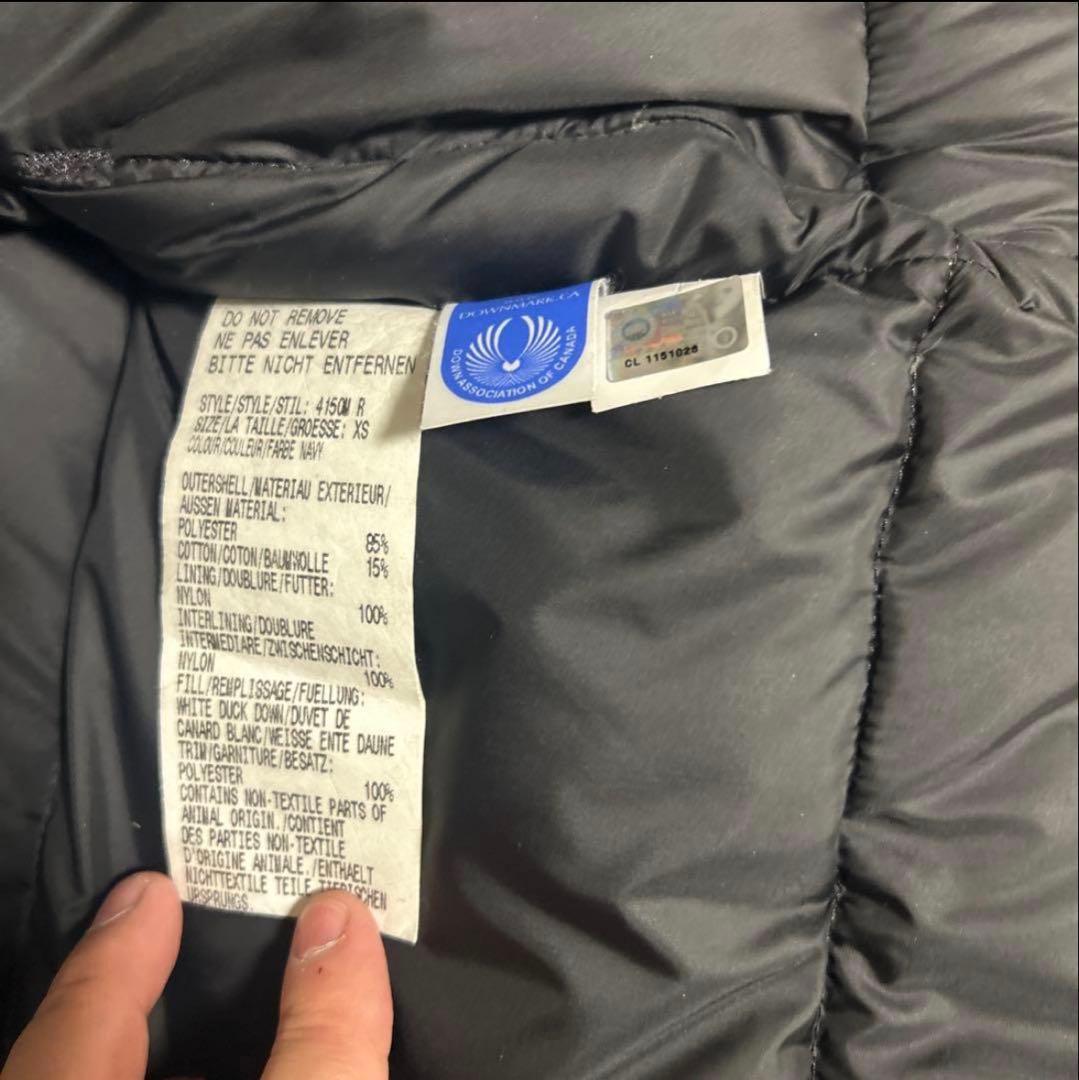 DO NOT REMOVE
NE PAS ENLEVER
BITTE NICHT ENTFERNEN
STYLE/STYLE/STIL: 4150M R
SIZE/LA TAILLE/GROESSE: XS
COLOUR/COULEUR/FARBE NAVY
OUTERSHELL/MATERIAU EXTERIEUR/
AUSSEN MATERIAL:
POLYESTER 85%
COTTON/COTON/BAUMWOLLE 15%
LINING/DOUBLURE/FUTTER:
NYLON 100%
INTERLINING/DOUBLURE
INTERMEDIARE/ZWISCHENSCHICHT:
NYLON 100%
FILL/REMPLISSAGE/FUELLUNG:
WHITE DUCK DOWN/DUVET DE
CANARD BLANC/WEISSE ENTE DAUNE
TRIM/GARNITURE/BESATZ:
POLYESTER 100%
CONTAINS NON-TEXTILE PARTS OF
ANIMAL ORIGIN./CONTIENT
DES PARTIES NON-TEXTILE
D'ORIGINE ANIMALE./ENTHAELT
NICHTTEXTILE TEILE TIERISCHEN
URSPRUNGS.
DOWNMARK.CA
DOWN ASSOCIATION OF CANADA
CL 1151026